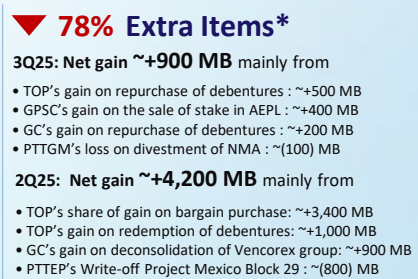 ▼ 78% Extra Items*
3Q25: Net gain ~+900 MB mainly from
• TOP's gain on repurchase of debentures : ~+500 MB
• GPSC's gain on the sale of stake in AEPL : ~+400 MB
• GC's gain on repurchase of debentures : ~+200 MB
• PTTGM's loss on divestment of NMA : ~(100) MB
2Q25: Net gain ~+4,200 MB mainly from
• TOP's share of gain on bargain purchase: ~+3,400 MB
• TOP's gain on redemption of debentures: ~+1,000 MB
• GC's gain on deconsolidation of Vencorex group: ~+900 MB
• PTTEP's Write-off Project Mexico Block 29 : ~(800) MB